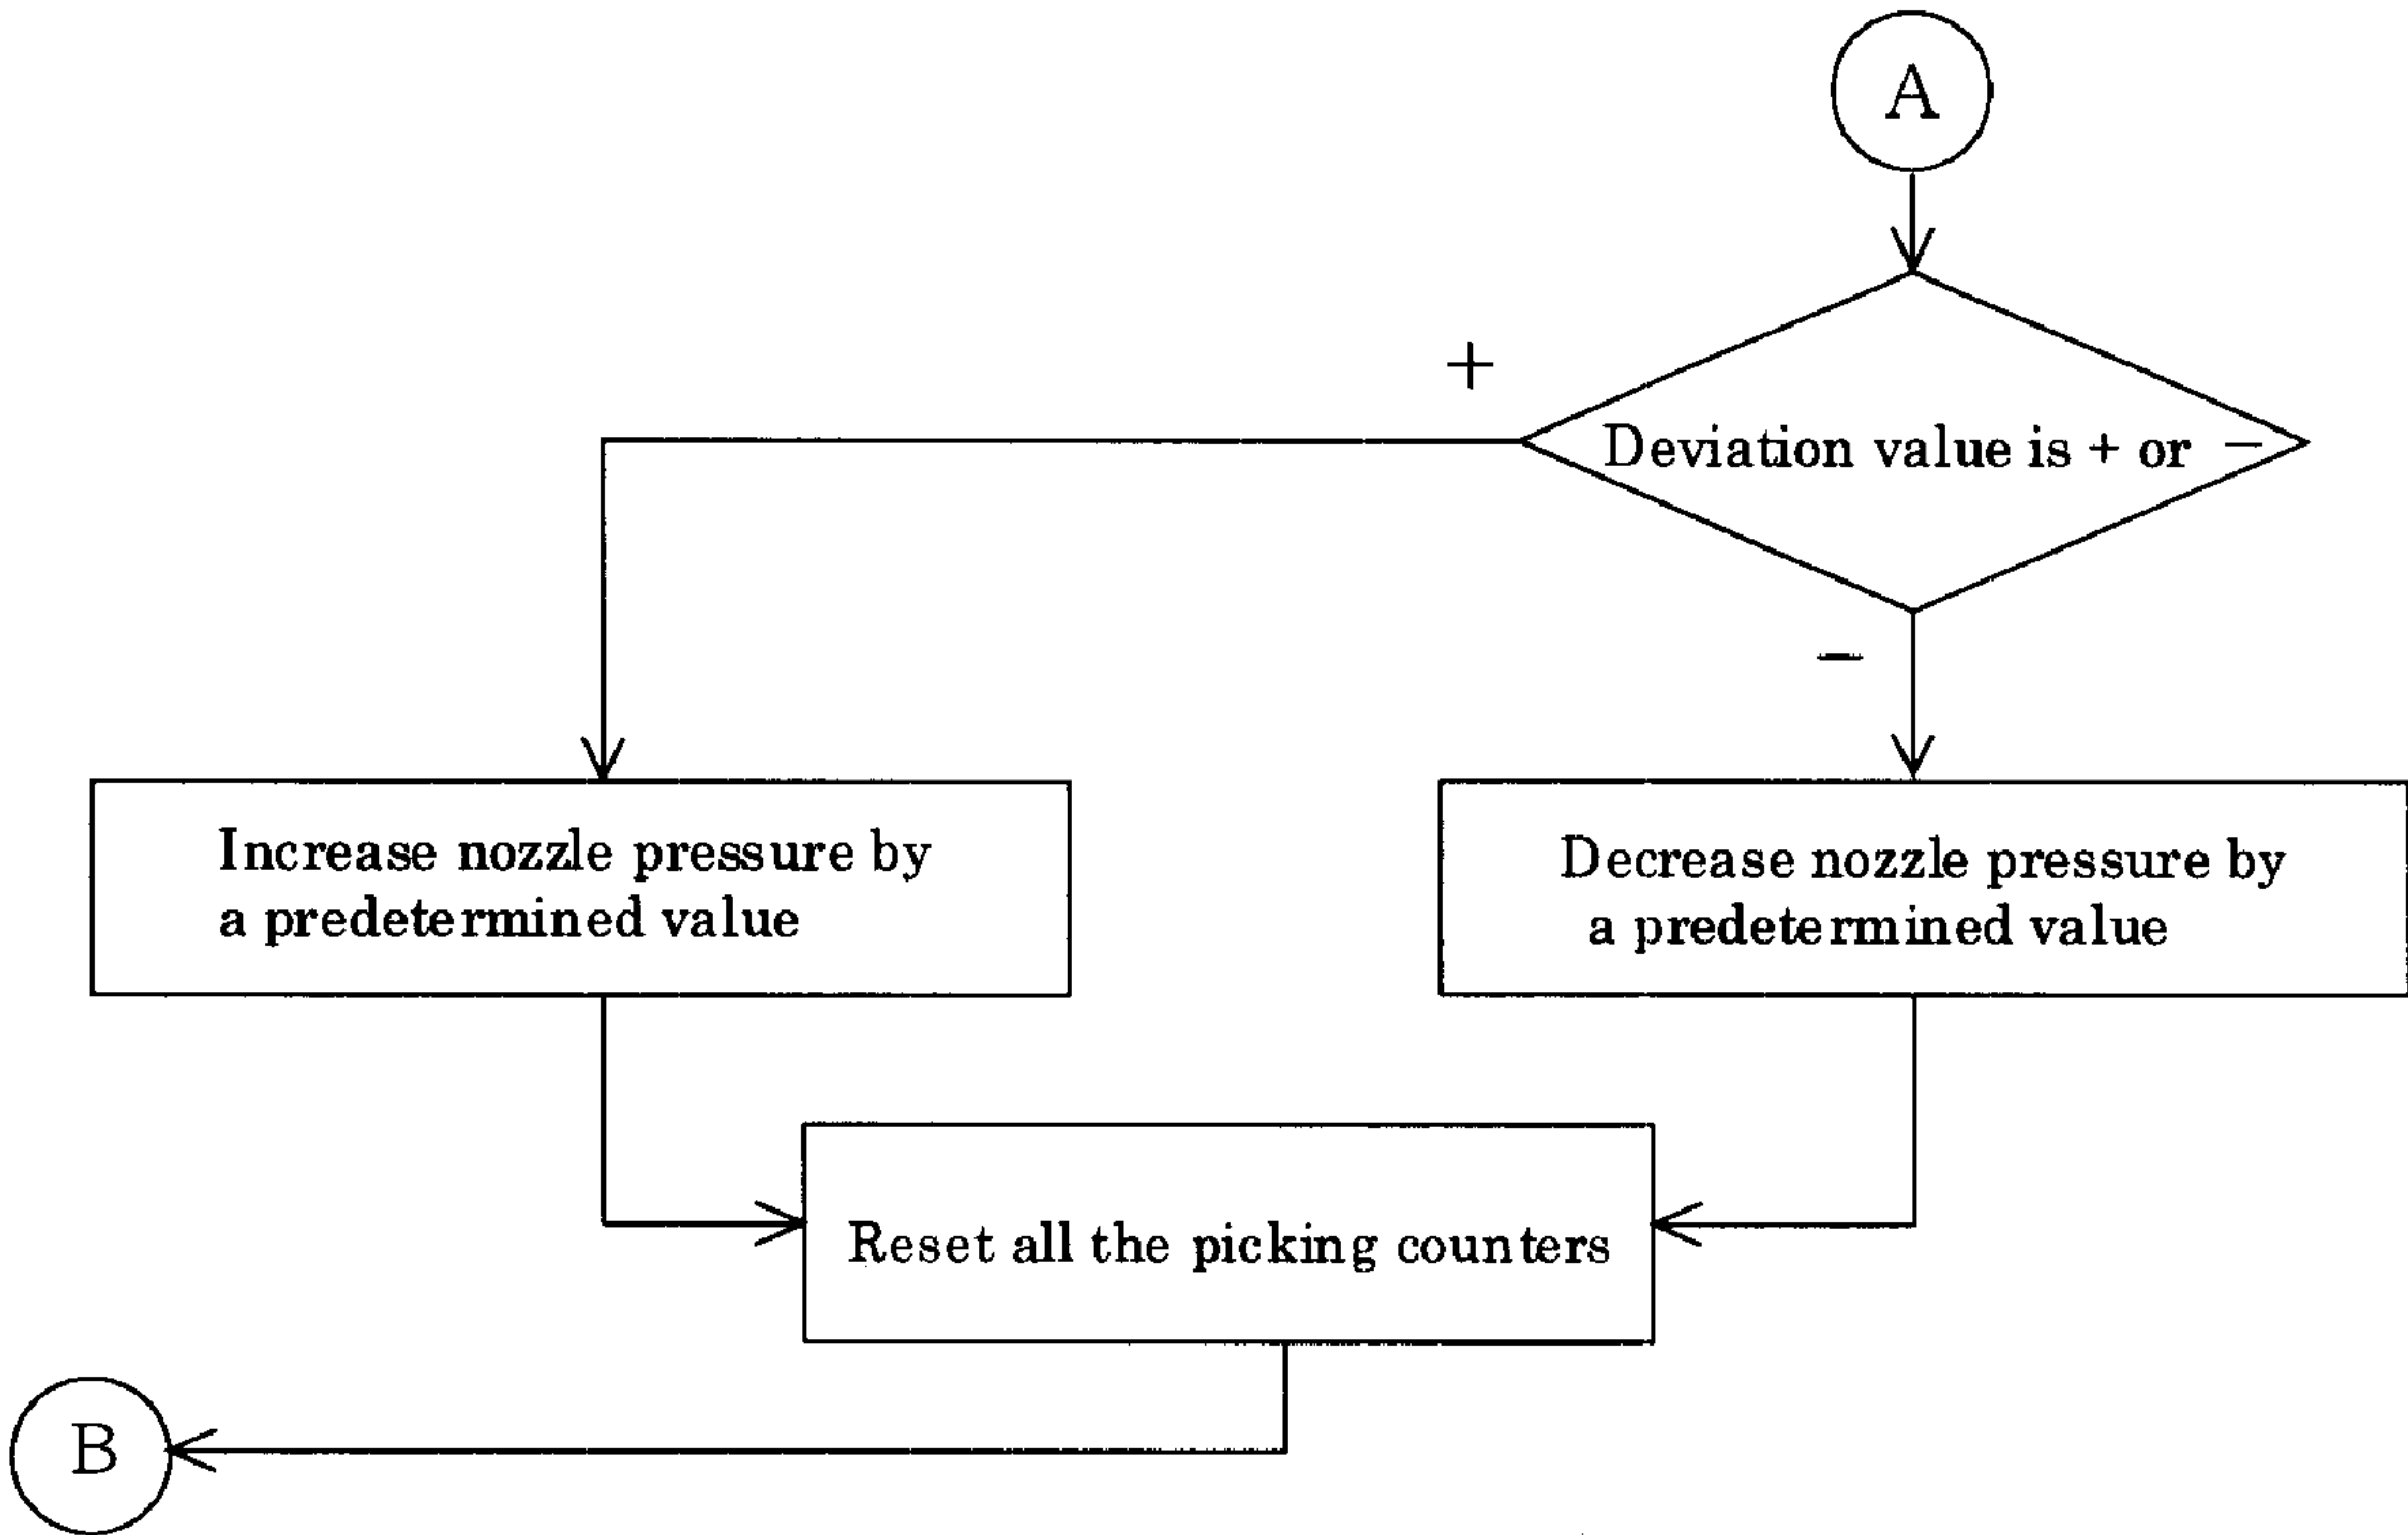 A
+
Deviation value is + or −
−
Increase nozzle pressure by
a predetermined value
Decrease nozzle pressure by
a predetermined value
Reset all the picking counters
B